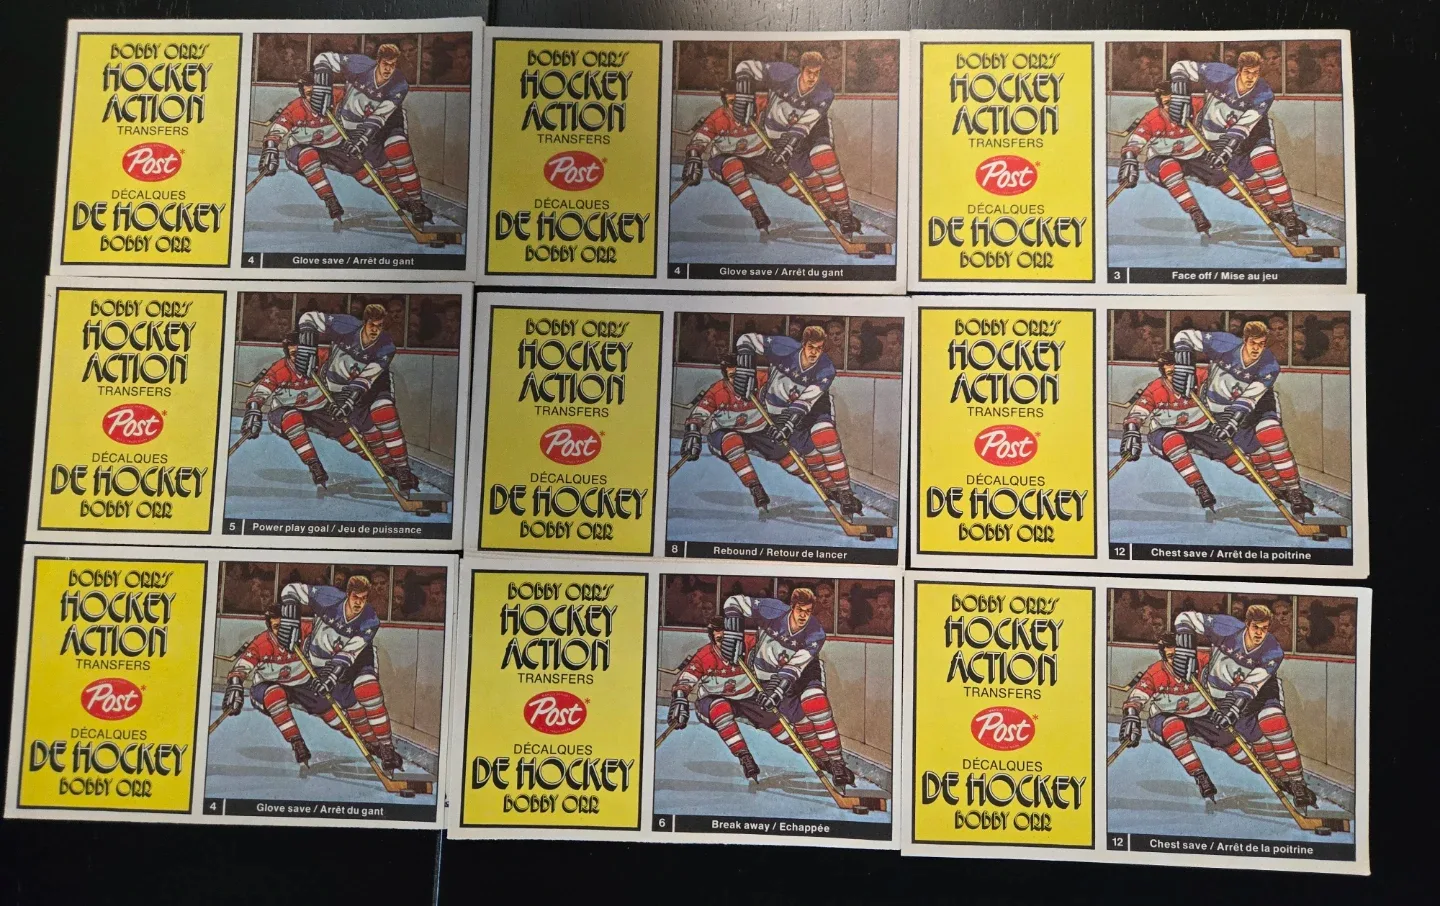 BOBBY ORR'S
HOCKEY
ACTION
TRANSFERS
Post*
DÉCALQUES
DE HOCKEY
BOBBY ORR
4 Glove save / Arrêt du gant
BOBBY ORR'S
HOCKEY
ACTION
TRANSFERS
Post*
DÉCALQUES
DE HOCKEY
BOBBY ORR
4 Glove save / Arrêt du gant
BOBBY ORR'S
HOCKEY
ACTION
TRANSFERS
Post*
DÉCALQUES
DE HOCKEY
BOBBY ORR
3 Face off / Mise au jeu
BOBBY ORR'S
HOCKEY
ACTION
TRANSFERS
Post*
DÉCALQUES
DE HOCKEY
BOBBY ORR
5 Power play goal / Jeu de puissance
BOBBY ORR'S
HOCKEY
ACTION
TRANSFERS
Post*
DÉCALQUES
DE HOCKEY
BOBBY ORR
8 Rebound / Retour de lancer
BOBBY ORR'S
HOCKEY
ACTION
TRANSFERS
Post*
DÉCALQUES
DE HOCKEY
BOBBY ORR
12 Chest save / Arrêt de la poitrine
BOBBY ORR'S
HOCKEY
ACTION
TRANSFERS
Post*
DÉCALQUES
DE HOCKEY
BOBBY ORR
4 Glove save / Arrêt du gant
BOBBY ORR'S
HOCKEY
ACTION
TRANSFERS
Post*
DÉCALQUES
DE HOCKEY
BOBBY ORR
6 Break away / Echappée
BOBBY ORR'S
HOCKEY
ACTION
TRANSFERS
Post*
DÉCALQUES
DE HOCKEY
BOBBY ORR
12 Chest save / Arrêt de la poitrine